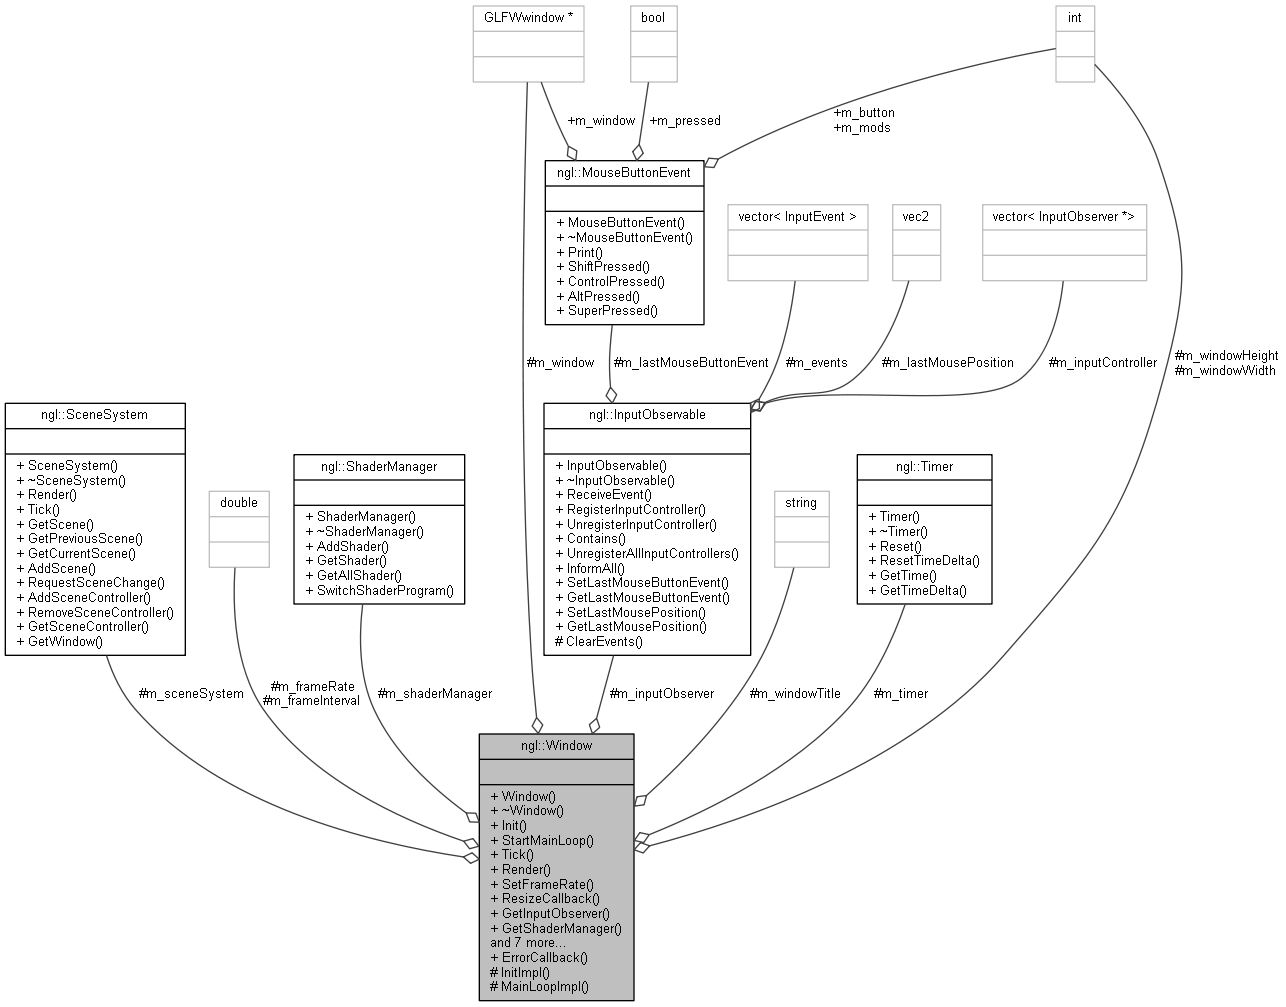 GLFWwindow *
bool
int
+m_window
+m_pressed
+m_button
+m_mods
ngl::MouseButtonEvent
+ MouseButtonEvent()
+ ~MouseButtonEvent()
+ Print()
+ ShiftPressed()
+ ControlPressed()
+ AltPressed()
+ SuperPressed()
vector< InputEvent >
vec2
vector< InputObserver *>
#m_window
#m_lastMouseButtonEvent
#m_events
#m_lastMousePosition
#m_inputController
#m_windowHeight
#m_windowWidth
ngl::SceneSystem
+ SceneSystem()
+ ~SceneSystem()
+ Render()
+ Tick()
+ GetScene()
+ GetPreviousScene()
+ GetCurrentScene()
+ AddScene()
+ RequestSceneChange()
+ AddSceneController()
+ RemoveSceneController()
+ GetSceneController()
+ GetWindow()
double
ngl::ShaderManager
+ ShaderManager()
+ ~ShaderManager()
+ AddShader()
+ GetShader()
+ GetAllShader()
+ SwitchShaderProgram()
ngl::InputObservable
+ InputObservable()
+ ~InputObservable()
+ ReceiveEvent()
+ RegisterInputController()
+ UnregisterInputController()
+ Contains()
+ UnregisterAllInputControllers()
+ InformAll()
+ SetLastMouseButtonEvent()
+ GetLastMouseButtonEvent()
+ SetLastMousePosition()
+ GetLastMousePosition()
# ClearEvents()
string
ngl::Timer
+ Timer()
+ ~Timer()
+ Reset()
+ ResetTimeDelta()
+ GetTime()
+ GetTimeDelta()
#m_sceneSystem
#m_frameRate
#m_frameInterval
#m_shaderManager
#m_inputObserver
#m_windowTitle
#m_timer
ngl::Window
+ Window()
+ ~Window()
+ Init()
+ StartMainLoop()
+ Tick()
+ Render()
+ SetFrameRate()
+ ResizeCallback()
+ GetInputObserver()
+ GetShaderManager()
and 7 more...
+ ErrorCallback()
# InitImpl()
# MainLoopImpl()